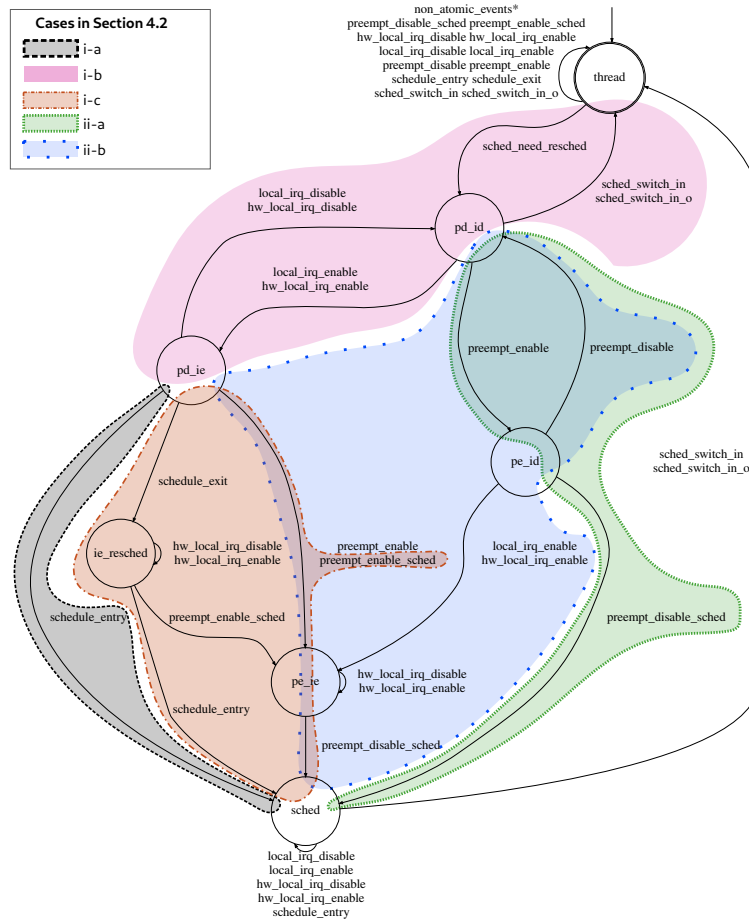 Cases in Section 4.2
i-a
i-b
i-c
ii-a
ii-b
non_atomic_events*
preempt_disable_sched preempt_enable_sched
hw_local_irq_disable hw_local_irq_enable
local_irq_disable local_irq_enable
preempt_disable preempt_enable
schedule_entry schedule_exit
sched_switch_in sched_switch_in_o
thread
sched_need_resched
local_irq_disable
hw_local_irq_disable
sched_switch_in
sched_switch_in_o
pd_id
local_irq_enable
hw_local_irq_enable
preempt_enable
preempt_disable
pd_ie
sched_switch_in
sched_switch_in_o
pe_id
schedule_exit
ie_resched
hw_local_irq_disable
hw_local_irq_enable
preempt_enable
preempt_enable_sched
local_irq_enable
hw_local_irq_enable
schedule_entry
preempt_enable_sched
preempt_disable_sched
pe_ie
hw_local_irq_disable
hw_local_irq_enable
schedule_entry
preempt_disable_sched
sched
local_irq_disable
local_irq_enable
hw_local_irq_disable
hw_local_irq_enable
schedule_entry